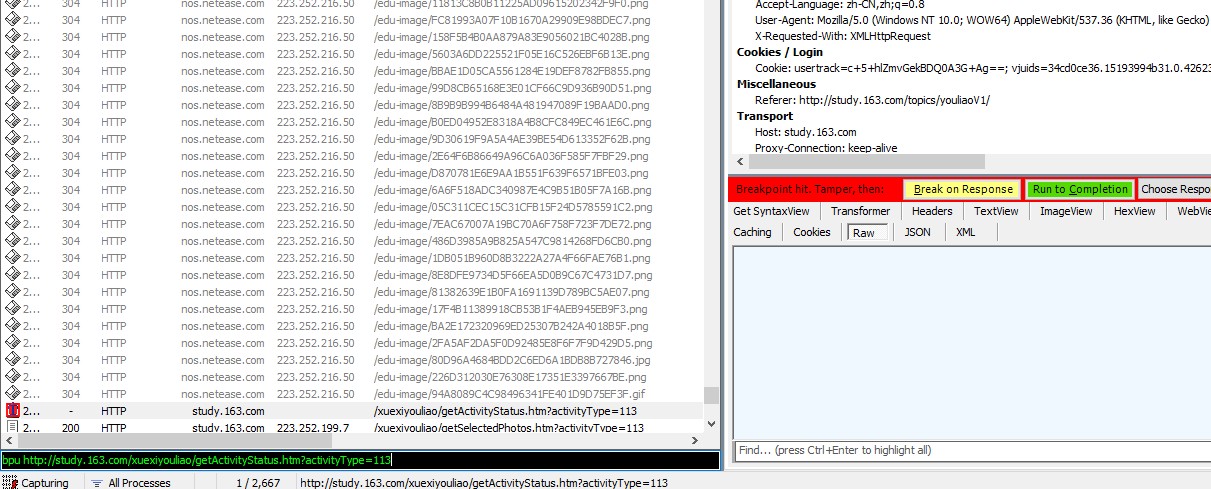 2... 304 HTTP nos.netease.com 223.252.216.50 /edu-image/11813C8B0B11225AD09615202342F9F0.png
2... 304 HTTP nos.netease.com 223.252.216.50 /edu-image/FC81993A07F10B1670A29909E98BDEC7.png
2... 304 HTTP nos.netease.com 223.252.216.50 /edu-image/158F5B4B0AA879A83E9056021BC4028B.png
2... 304 HTTP nos.netease.com 223.252.216.50 /edu-image/5603A6DD225521F05E16C526EBF6B13E.png
2... 304 HTTP nos.netease.com 223.252.216.50 /edu-image/BBAE1D05CA5561284E19DEF8782FB855.png
2... 304 HTTP nos.netease.com 223.252.216.50 /edu-image/99D8CB65168E3E01CF66C9D936B90D51.png
2... 304 HTTP nos.netease.com 223.252.216.50 /edu-image/8B9B9B994B6484A481947089F19BAAD0.png
2... 304 HTTP nos.netease.com 223.252.216.50 /edu-image/B0ED04952E8318A4B8CFC849EC461E6C.png
2... 304 HTTP nos.netease.com 223.252.216.50 /edu-image/9D30619F9A5A4AE39BE54D613352F62B.png
2... 304 HTTP nos.netease.com 223.252.216.50 /edu-image/2E64F6B86649A96C6A036F585F7FBF29.png
2... 304 HTTP nos.netease.com 223.252.216.50 /edu-image/D870781E6E9AA1B551F639F6571BFE03.png
2... 304 HTTP nos.netease.com 223.252.216.50 /edu-image/6A6F518ADC340987E4C9B51B05F7A16B.png
2... 304 HTTP nos.netease.com 223.252.216.50 /edu-image/05C311CEC15C31CFB15F24D5785591C2.png
2... 304 HTTP nos.netease.com 223.252.216.50 /edu-image/7EAC67007A19BC70A6F758F723F7DE72.png
2... 304 HTTP nos.netease.com 223.252.216.50 /edu-image/486D3985A9B825A547C9814268FD6CB0.png
2... 304 HTTP nos.netease.com 223.252.216.50 /edu-image/1DB051B960D8B3222A27A4F66FAE76B1.png
2... 304 HTTP nos.netease.com 223.252.216.50 /edu-image/8E8DFE9734D5F66EA5D0B9C67C4731D7.png
2... 304 HTTP nos.netease.com 223.252.216.50 /edu-image/81382639E1B0FA1691139D789BC5AE07.png
2... 304 HTTP nos.netease.com 223.252.216.50 /edu-image/17F4B11389918CB53B1F4AEB945EB9F3.png
2... 304 HTTP nos.netease.com 223.252.216.50 /edu-image/BA2E172320969ED25307B242A4018B5F.png
2... 304 HTTP nos.netease.com 223.252.216.50 /edu-image/2FA5AF2DA5F0D92485E8F6F7F9D429D5.png
2... 304 HTTP nos.netease.com 223.252.216.50 /edu-image/80D96A4684BDD2C6ED6A1BDB8B727846.jpg
2... 304 HTTP nos.netease.com 223.252.216.50 /edu-image/226D312030E76308E17351E3397667BE.png
2... 304 HTTP nos.netease.com 223.252.216.50 /edu-image/94A8089C4C98496341FE401D9D75EF3F.gif
2... - HTTP study.163.com /xuexiyouliao/getActivityStatus.htm?activityType=113
2... 200 HTTP study.163.com 223.252.199.7 /xuexiyouliao/getSelectedPhotos.htm?activityType=113
bpu http://study.163.com/xuexiyouliao/getActivityStatus.htm?activityType=113
Capturing All Processes 1 / 2,667 http://study.163.com/xuexiyouliao/getActivityStatus.htm?activityType=113
Accept-Language: zh-CN,zh;q=0.8
User-Agent: Mozilla/5.0 (Windows NT 10.0; WOW64) AppleWebKit/537.36 (KHTML, like Gecko)
X-Requested-With: XMLHttpRequest
Cookies / Login
Cookie: usertrack=c+5+hlZmvGekBDQ0A3G+Ag==; vjuids=34cd0ce36.15193994b31.0.42623
Miscellaneous
Referer: http://study.163.com/topics/youliaoV1/
Transport
Host: study.163.com
Proxy-Connection: keep-alive
Breakpoint hit. Tamper, then: Break on Response Run to Completion Choose Respo
Get SyntaxView Transformer Headers TextView ImageView HexView WebVie
Caching Cookies Raw JSON XML
Find... (press Ctrl+Enter to highlight all)